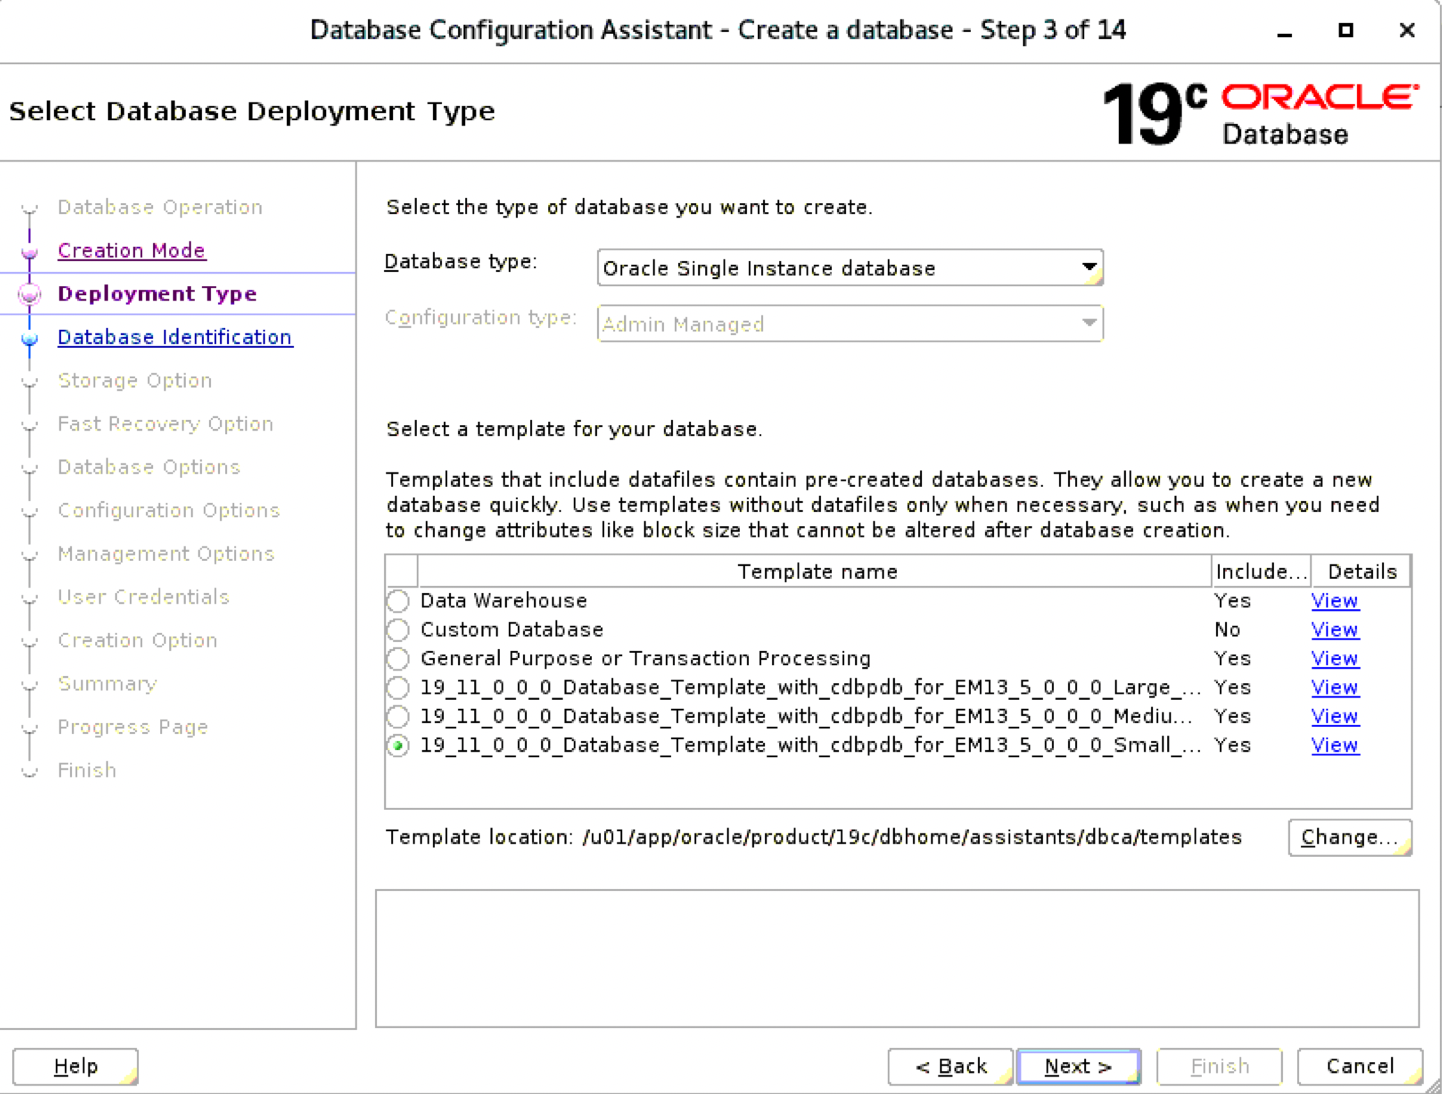 Database Configuration Assistant - Create a database - Step 3 of 14
Select Database Deployment Type
19c ORACLE
Database
Database Operation
Creation Mode
Deployment Type
Database Identification
Storage Option
Fast Recovery Option
Database Options
Configuration Options
Management Options
User Credentials
Creation Option
Summary
Progress Page
Finish
Select the type of database you want to create.
Database type: Oracle Single Instance database
Configuration type: Admin Managed
Select a template for your database.
Templates that include datafiles contain pre-created databases. They allow you to create a new
database quickly. Use templates without datafiles only when necessary, such as when you need
to change attributes like block size that cannot be altered after database creation.
Template name Include... Details
Data Warehouse Yes View
Custom Database No View
General Purpose or Transaction Processing Yes View
19_11_0_0_0_Database_Template_with_cdbpdb_for_EM13_5_0_0_0_Large_... Yes View
19_11_0_0_0_Database_Template_with_cdbpdb_for_EM13_5_0_0_0_Mediu... Yes View
19_11_0_0_0_Database_Template_with_cdbpdb_for_EM13_5_0_0_0_Small_... Yes View
Template location: /u01/app/oracle/product/19c/dbhome/assistants/dbca/templates Change...
Help < Back Next > Finish Cancel